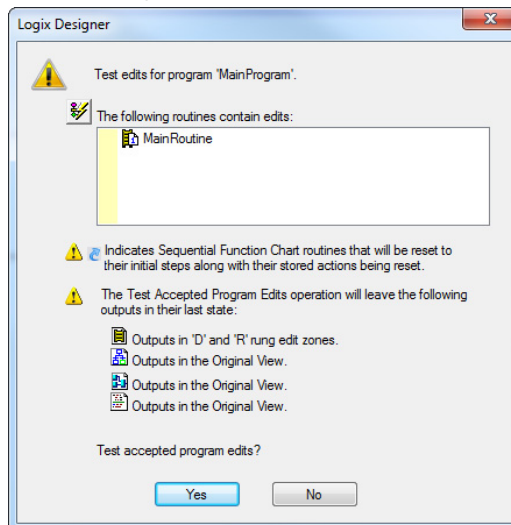 Logix Designer
Test edits for program 'MainProgram'.
The following routines contain edits:
MainRoutine
Indicates Sequential Function Chart routines that will be reset to
their initial steps along with their stored actions being reset.
The Test Accepted Program Edits operation will leave the following
outputs in their last state:
Outputs in 'D' and 'R' rung edit zones.
Outputs in the Original View.
Outputs in the Original View.
Outputs in the Original View.
Test accepted program edits?
Yes No